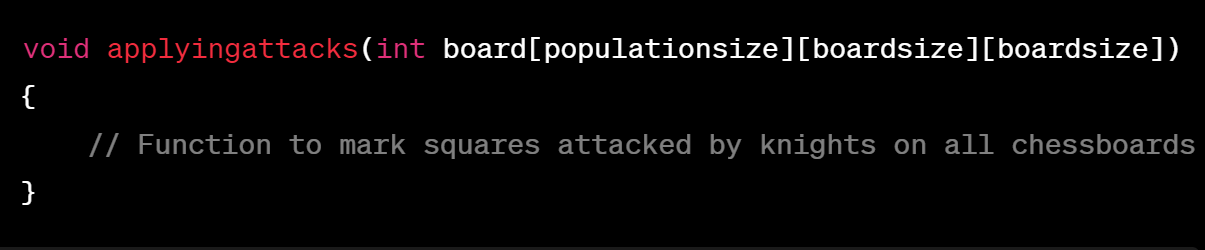 void applyingattacks(int board[populationsize][boardsize][boardsize])
{
    // Function to mark squares attacked by knights on all chessboards
}